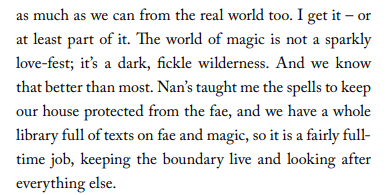 as much as we can from the real world too. I get it – or
at least part of it. The world of magic is not a sparkly
love-fest; it’s a dark, fickle wilderness. And we know
that better than most. Nan’s taught me the spells to keep
our house protected from the fae, and we have a whole
library full of texts on fae and magic, so it is a fairly full-
time job, keeping the boundary live and looking after
everything else.